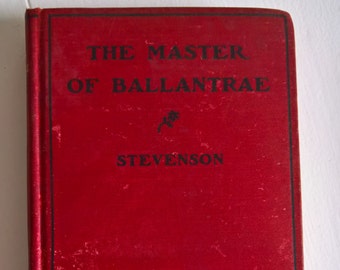 THE MASTER
OF BALLANTRAE
STEVENSON